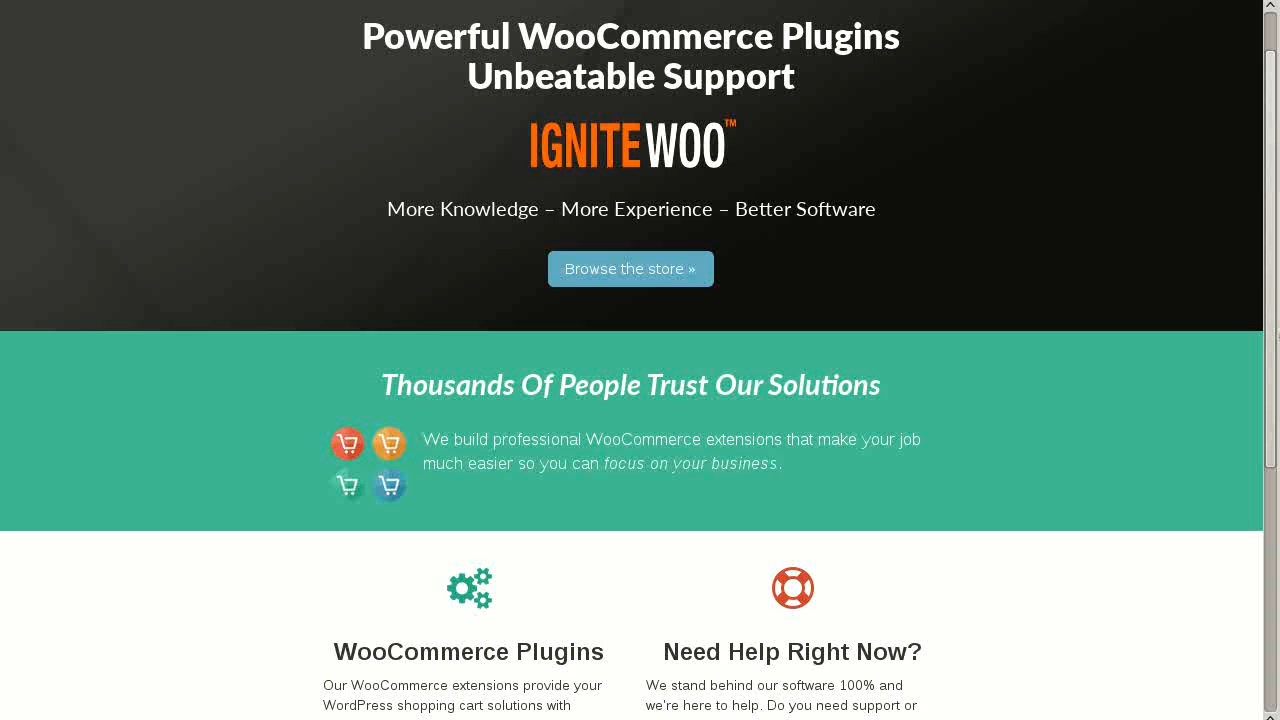 Powerful WooCommerce Plugins
Unbeatable Support
IGNITEWOO™
More Knowledge – More Experience – Better Software
Browse the store »
Thousands Of People Trust Our Solutions
We build professional WooCommerce extensions that make your job
much easier so you can focus on your business.
WooCommerce Plugins
Our WooCommerce extensions provide your
WordPress shopping cart solutions with
Need Help Right Now?
We stand behind our software 100% and
we're here to help. Do you need support or